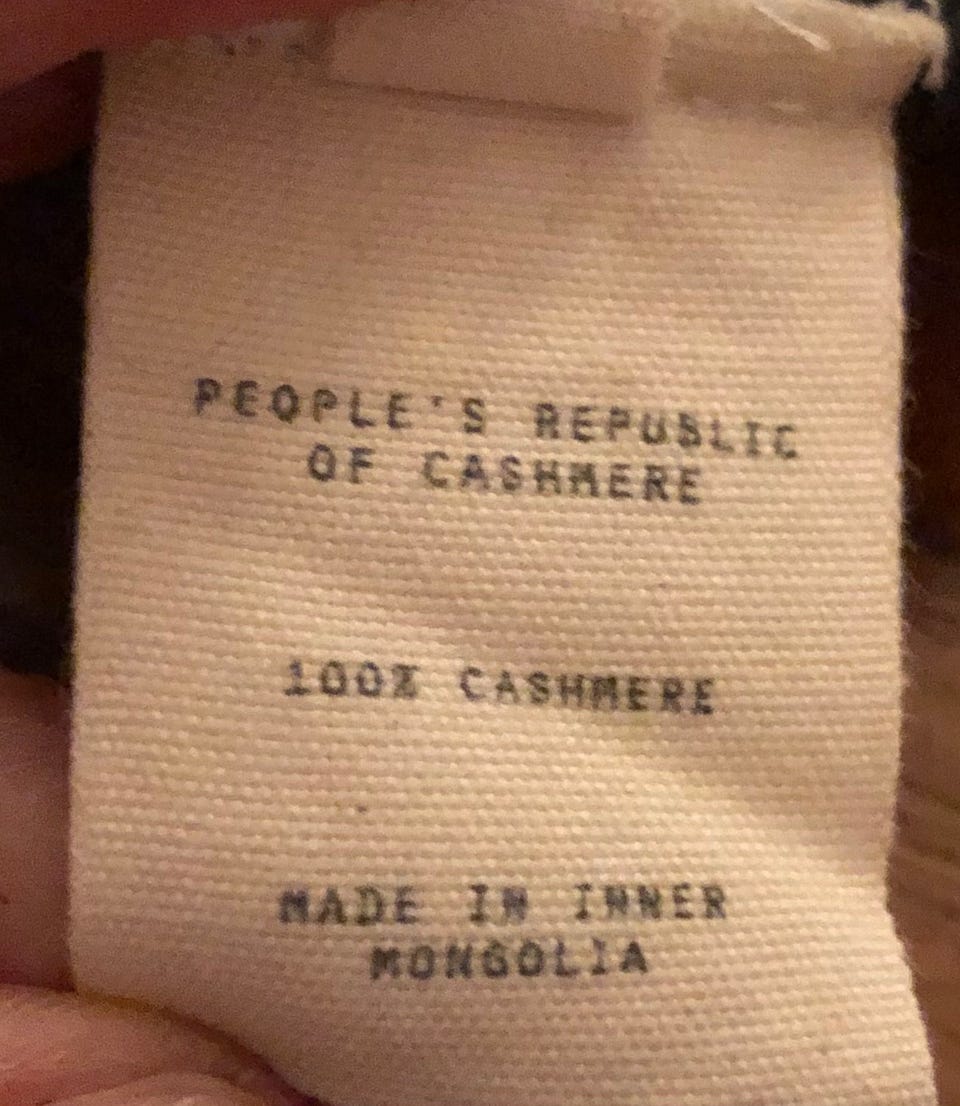 PEOPLE'S REPUBLIC
OF CASHMERE
100% CASHMERE
MADE IN INNER
MONGOLIA